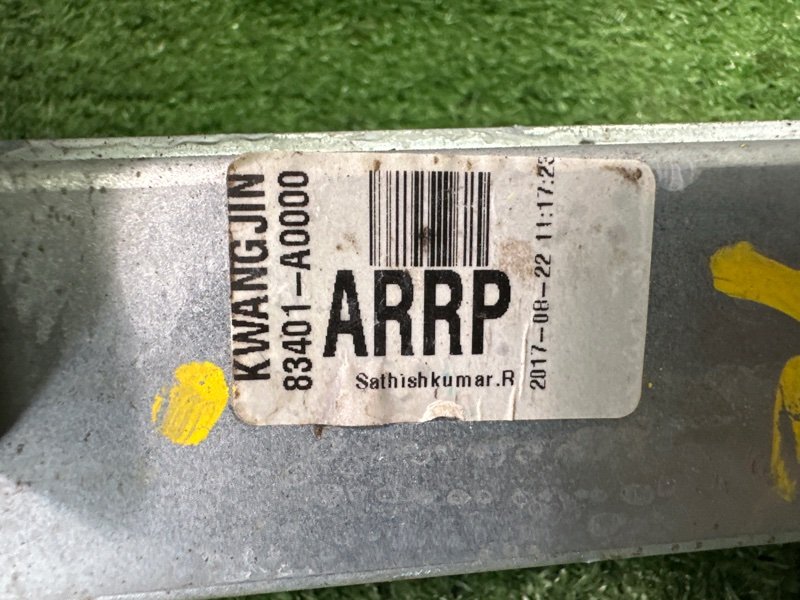 KWANGJIN
83401-A0000
ARRP
Sathishkumar.R
2017-08-22 11:17:23